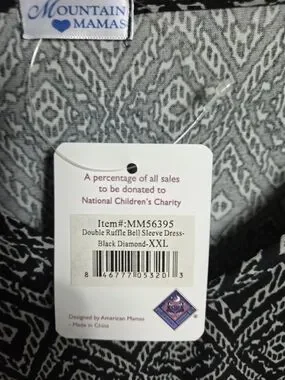 MOUNTAIN
MAMAS
A percentage of all sales
to be donated to
National Children's Charity
Item#:MM56395
Double Ruffle Bell Sleeve Dress-
Black Diamond-XXL
8 46777 05320 3
Designed by American Mamas
- Made in China